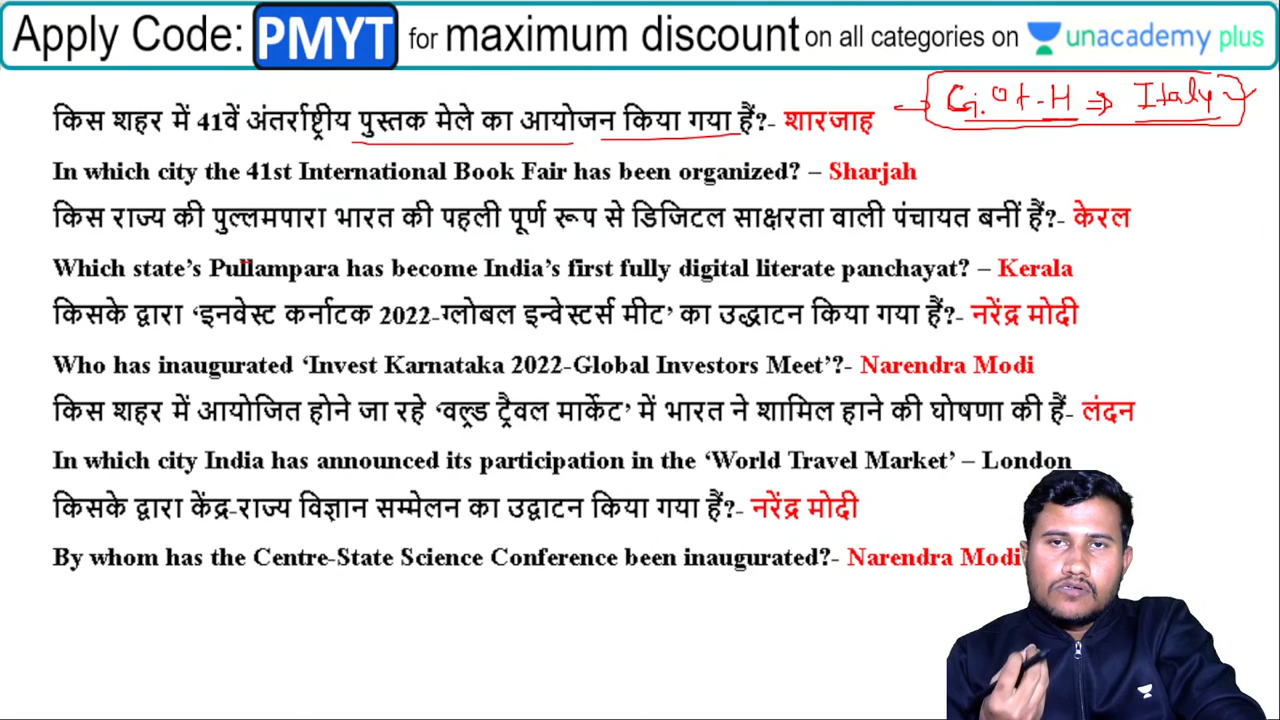 Apply Code: PMYT for maximum discount on all categories on unacademy plus
G. Of. H ⇒ Italy
किस शहर में 41वें अंतर्राष्ट्रीय पुस्तक मेले का आयोजन किया गया हैं?- शारजाह
In which city the 41st International Book Fair has been organized? – Sharjah
किस राज्य की पुल्लमपारा भारत की पहली पूर्ण रूप से डिजिटल साक्षरता वाली पंचायत बनीं हैं?- केरल
Which state's Pullampara has become India's first fully digital literate panchayat? – Kerala
किसके द्वारा ‘इनवेस्ट कर्नाटक 2022-ग्लोबल इन्वेस्टर्स मीट’ का उद्घाटन किया गया हैं?- नरेंद्र मोदी
Who has inaugurated ‘Invest Karnataka 2022-Global Investors Meet’?- Narendra Modi
किस शहर में आयोजित होने जा रहे ‘वर्ल्ड ट्रैवल मार्केट’ में भारत ने शामिल हाने की घोषणा की हैं- लंदन
In which city India has announced its participation in the ‘World Travel Market’ – London
किसके द्वारा केंद्र-राज्य विज्ञान सम्मेलन का उद्घाटन किया गया हैं?- नरेंद्र मोदी
By whom has the Centre-State Science Conference been inaugurated?- Narendra Modi